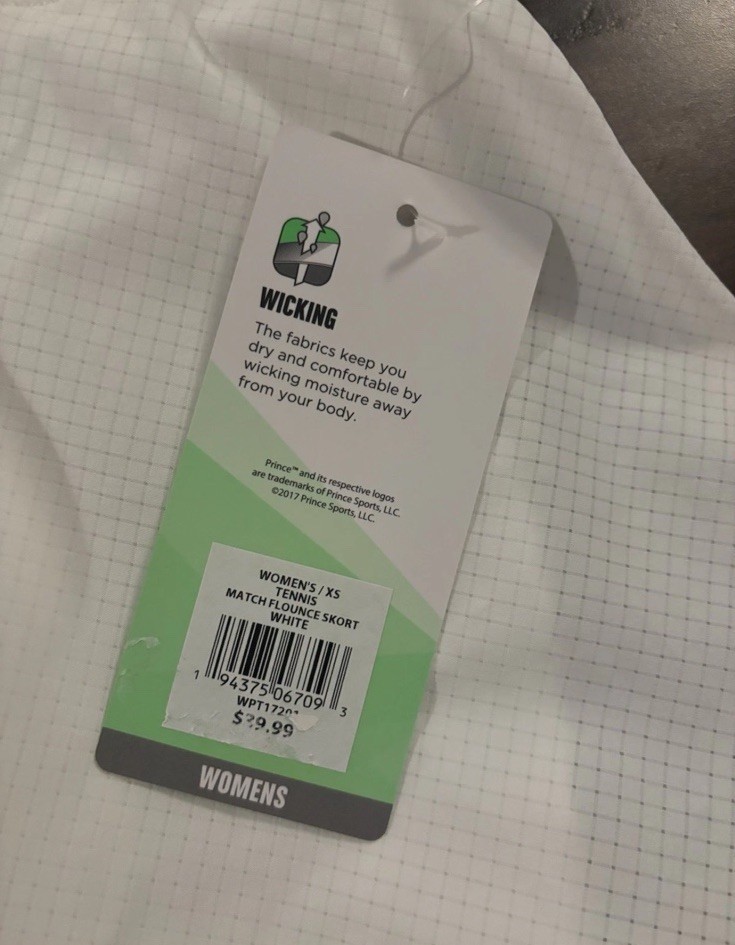 WICKING
The fabrics keep you
dry and comfortable by
wicking moisture away
from your body.
Prince™ and its respective logos
are trademarks of Prince Sports, LLC.
©2017 Prince Sports, LLC.
WOMEN'S / XS
TENNIS
MATCH FLOUNCE SKORT
WHITE
1 94375 06709 3
WOMENS